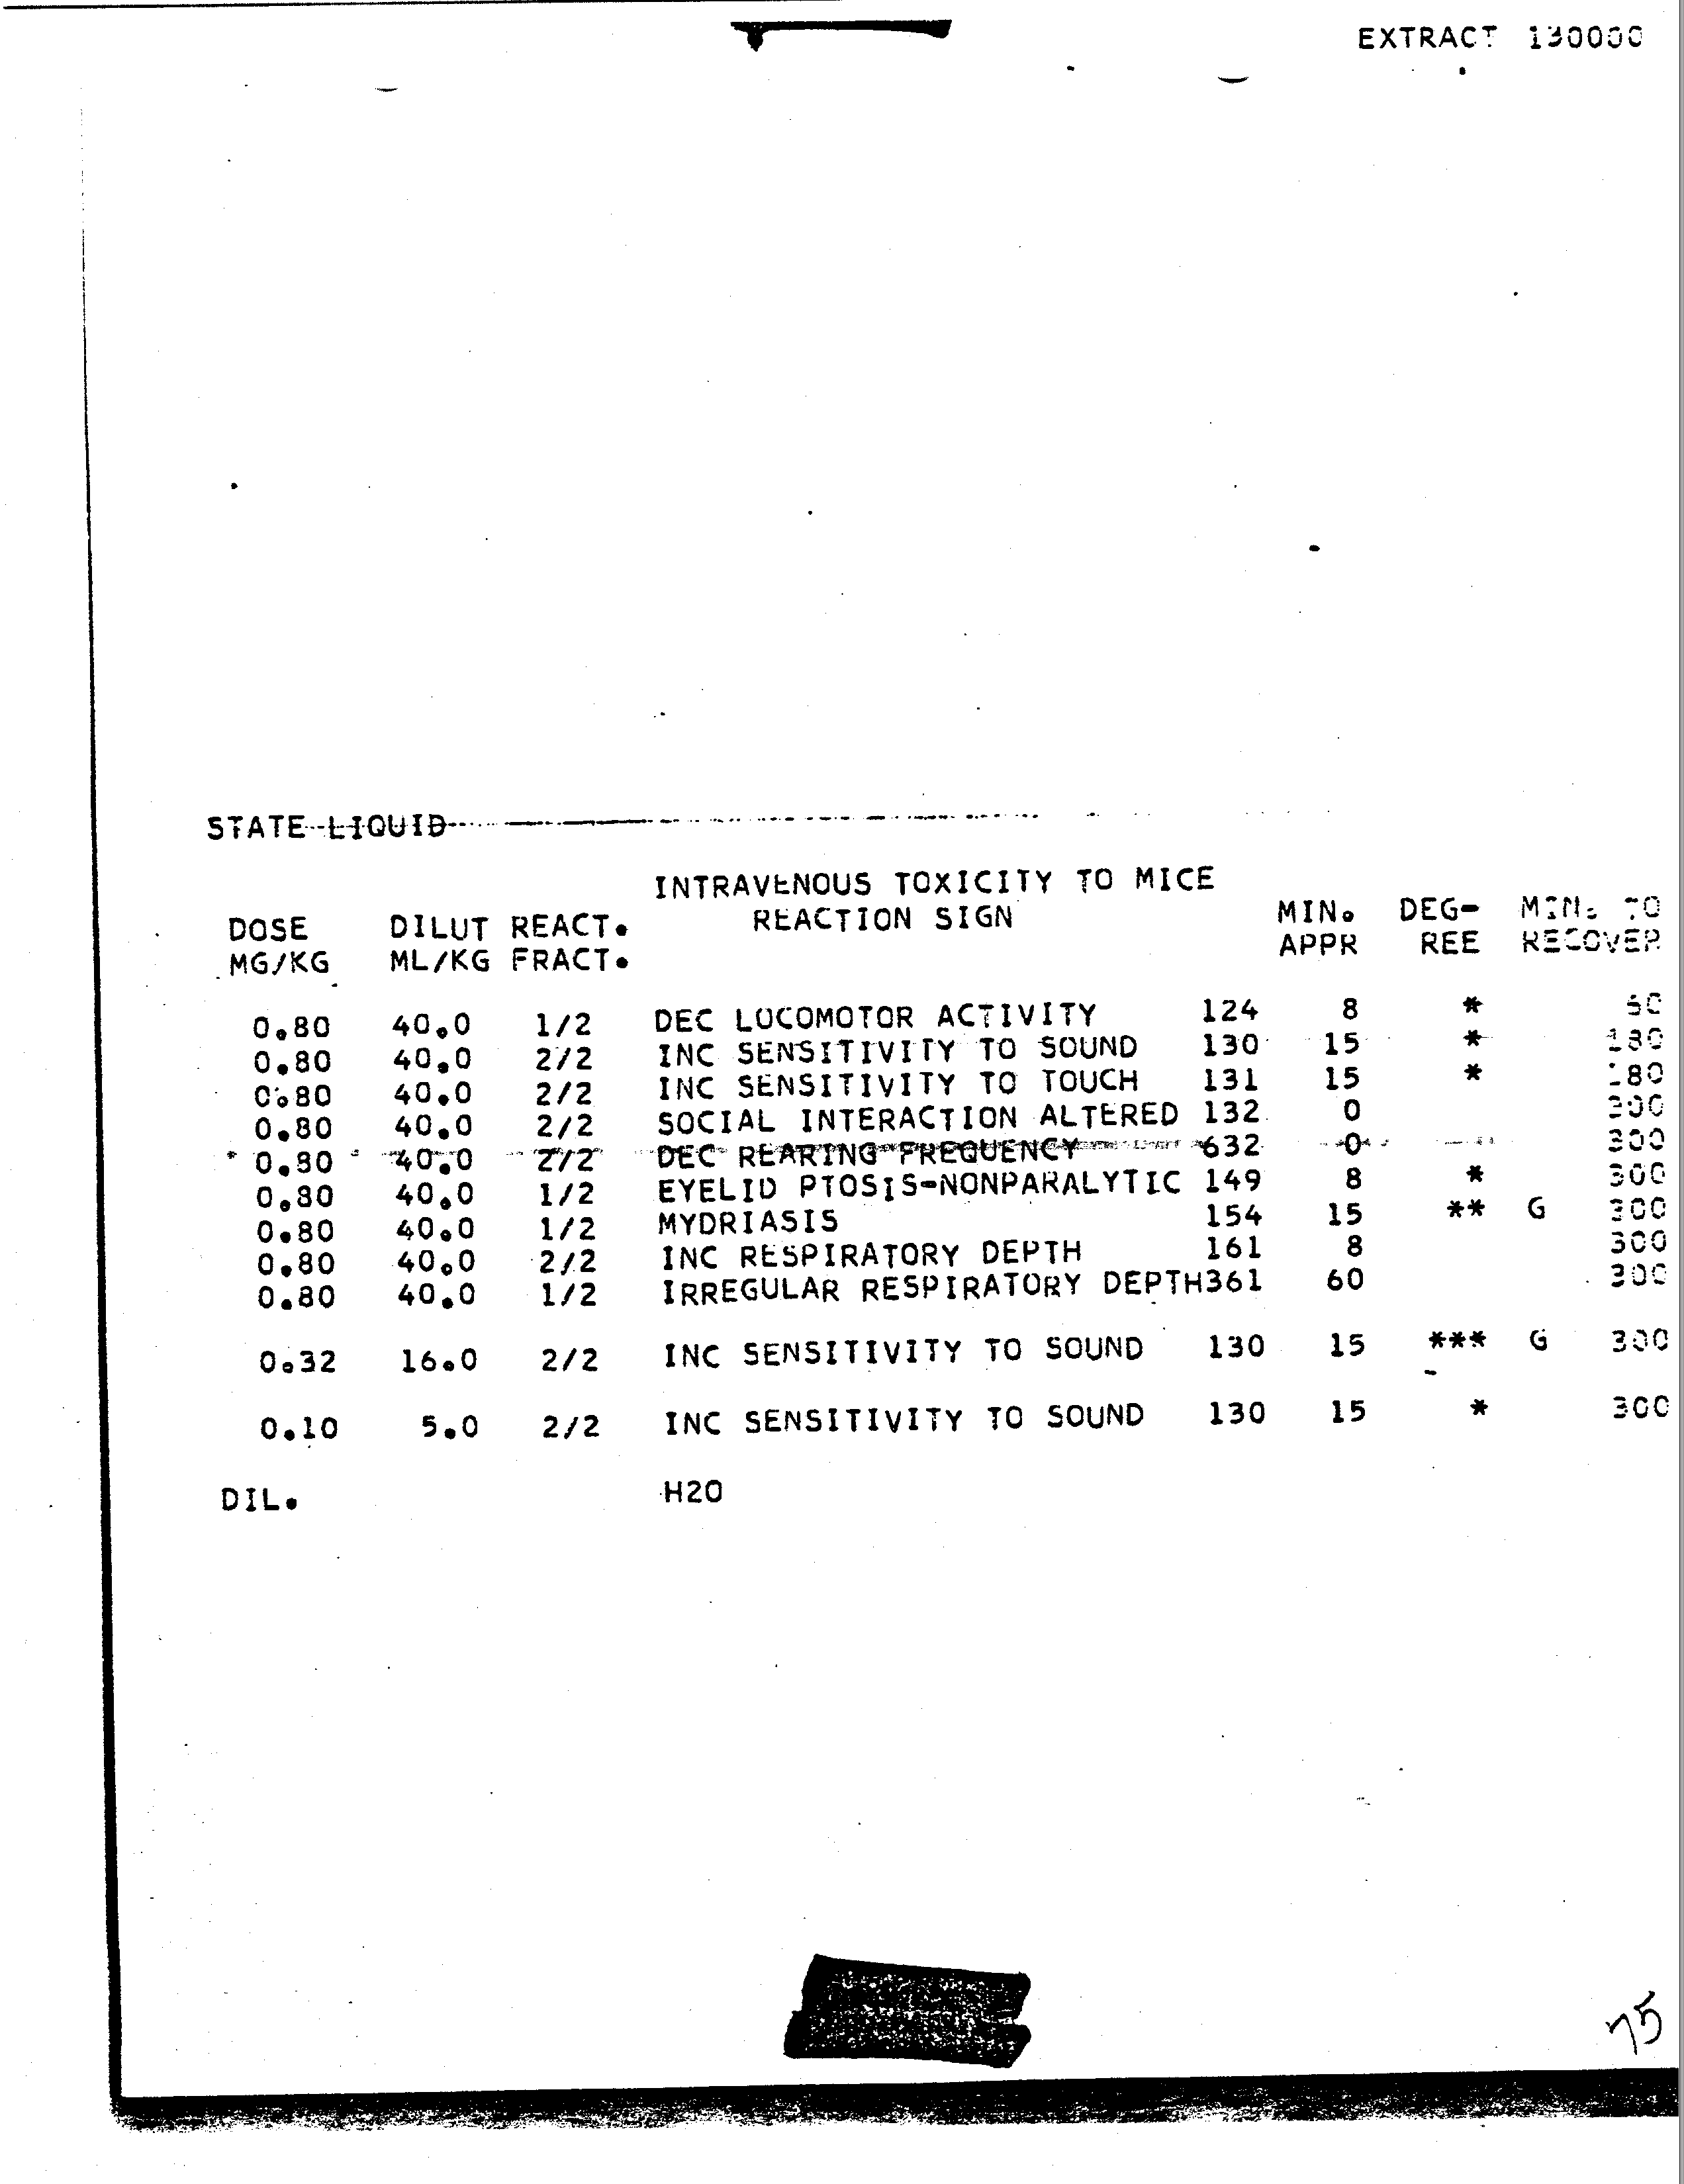 EXTRACT 130000
STATE LIQUID
INTRAVENOUS TOXICITY TO MICE
DOSE DILUT REACT. REACTION SIGN MIN. DEG- MIN. TO
MG/KG ML/KG FRACT. APPR REE RECOVER
0.80 40.0 1/2 DEC LOCOMOTOR ACTIVITY 124 8 *
0.80 40.0 2/2 INC SENSITIVITY TO SOUND 130 15 * 180
0.80 40.0 2/2 INC SENSITIVITY TO TOUCH 131 15 * 180
0.80 40.0 2/2 SOCIAL INTERACTION ALTERED 132 0 300
0.80 40.0 2/2 DEC REARING FREQUENCY 632 0 300
0.80 40.0 1/2 EYELID PTOSIS-NONPARALYTIC 149 8 * 300
0.80 40.0 1/2 MYDRIASIS 154 15 ** G 300
0.80 40.0 2/2 INC RESPIRATORY DEPTH 161 8 300
0.80 40.0 1/2 IRREGULAR RESPIRATORY DEPTH361 60 300
0.32 16.0 2/2 INC SENSITIVITY TO SOUND 130 15 *** G 300
0.10 5.0 2/2 INC SENSITIVITY TO SOUND 130 15 * 300
DIL. H2O
75